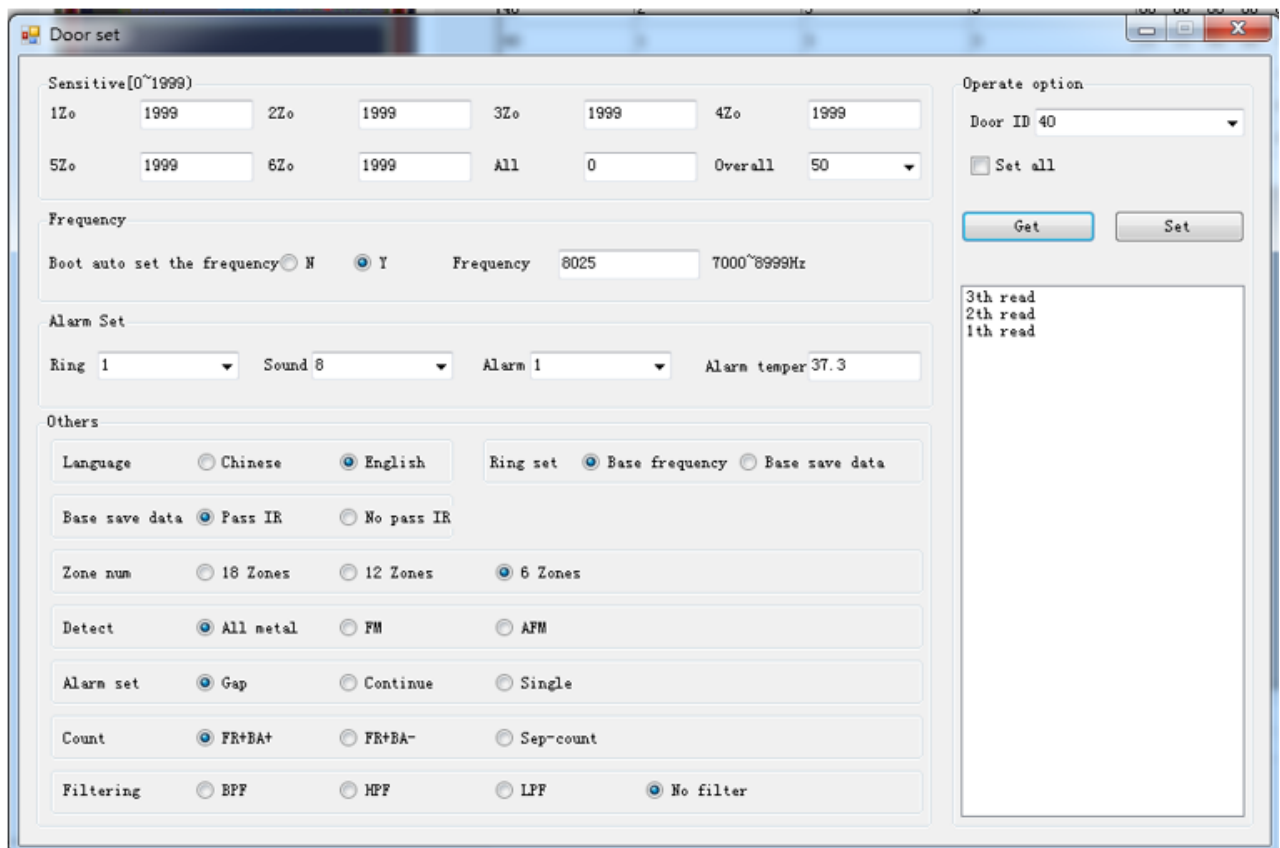 Door set
Sensitive[0~1999)
1Zo 1999 2Zo 1999 3Zo 1999 4Zo 1999
5Zo 1999 6Zo 1999 All 0 Overall 50
Frequency
Boot auto set the frequency N Y Frequency 8025 7000~8999Hz
Alarm Set
Ring 1 Sound 8 Alarm 1 Alarm temper 37.3
Others
Language Chinese English Ring set Base frequency Base save data
Base save data Pass IR No pass IR
Zone num 18 Zones 12 Zones 6 Zones
Detect All metal FM AFM
Alarm set Gap Continue Single
Count FR+BA+ FR+BA- Sep-count
Filtering BPF HPF LPF No filter
Operate option
Door ID 40
Set all
Get Set
3th read
2th read
1th read